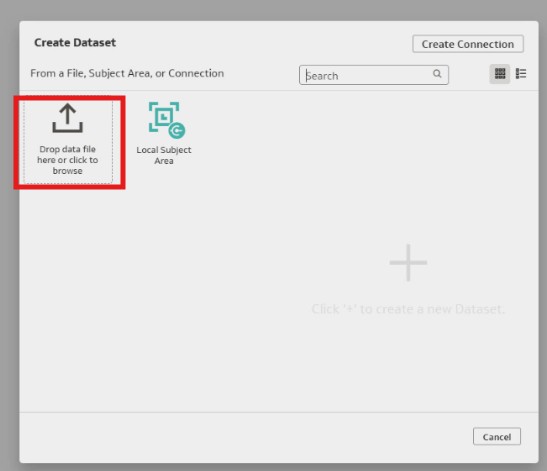 Create Dataset
Create Connection
From a File, Subject Area, or Connection
Search
Drop data file
here or click to
browse
Local Subject
Area
Click '+' to create a new Dataset.
Cancel